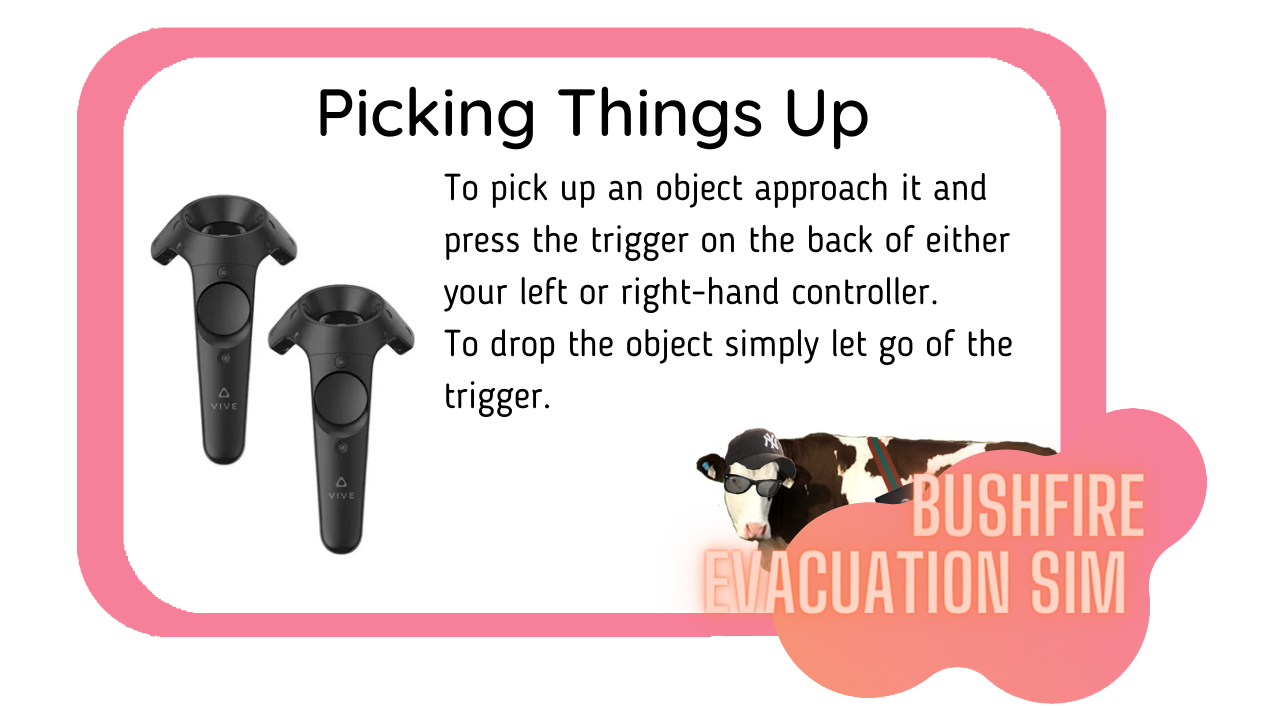 Picking Things Up
To pick up an object approach it and
press the trigger on the back of either
your left or right-hand controller.
To drop the object simply let go of the
trigger.
VIVE
VIVE
NY
BUSHFIRE
EVACUATION SIM